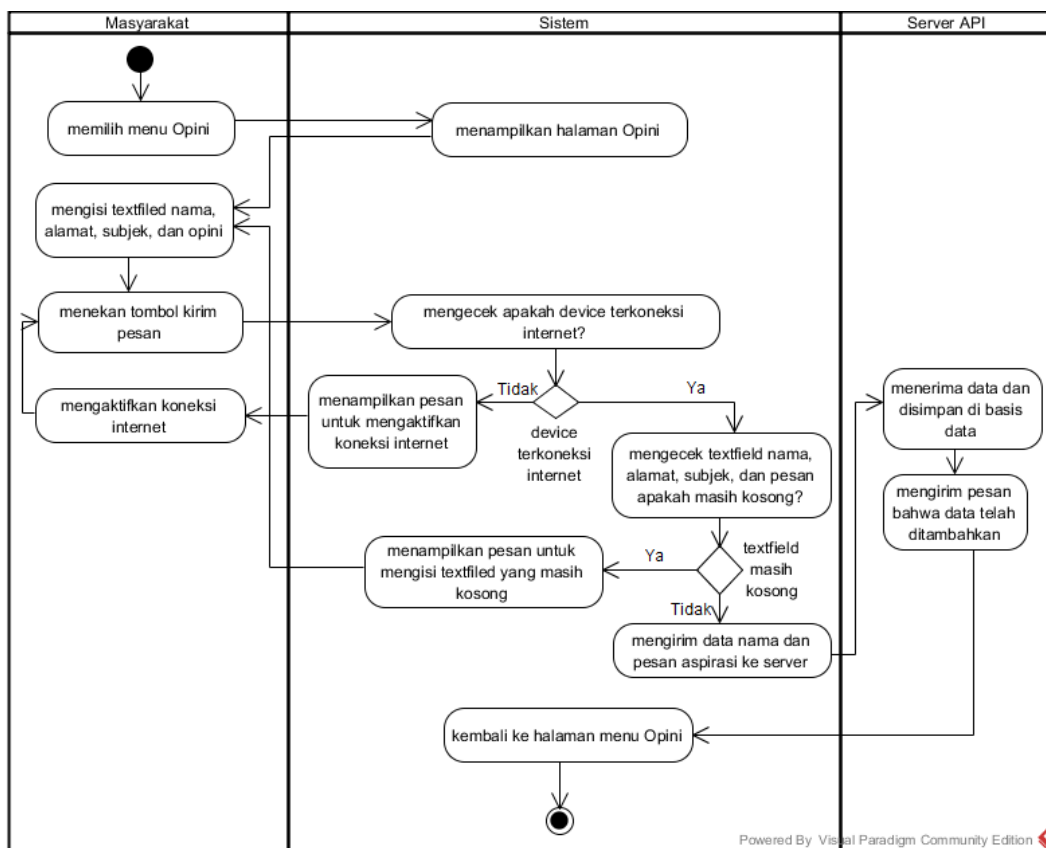 Masyarakat
Sistem
Server API
memilih menu Opini
menampilkan halaman Opini
mengisi textfiled nama,
alamat, subjek, dan opini
menekan tombol kirim
pesan
mengecek apakah device terkoneksi
internet?
Tidak
Ya
mengaktifkan koneksi
internet
menampilkan pesan
untuk mengaktifkan
koneksi internet
device
terkoneksi
internet
menerima data dan
disimpan di basis
data
mengecek textfield nama,
alamat, subjek, dan pesan
apakah masih kosong?
mengirim pesan
bahwa data telah
ditambahkan
menampilkan pesan untuk
mengisi textfiled yang masih
kosong
Ya
textfield
masih
kosong
Tidak
mengirim data nama dan
pesan aspirasi ke server
kembali ke halaman menu Opini
Powered By Visual Paradigm Community Edition